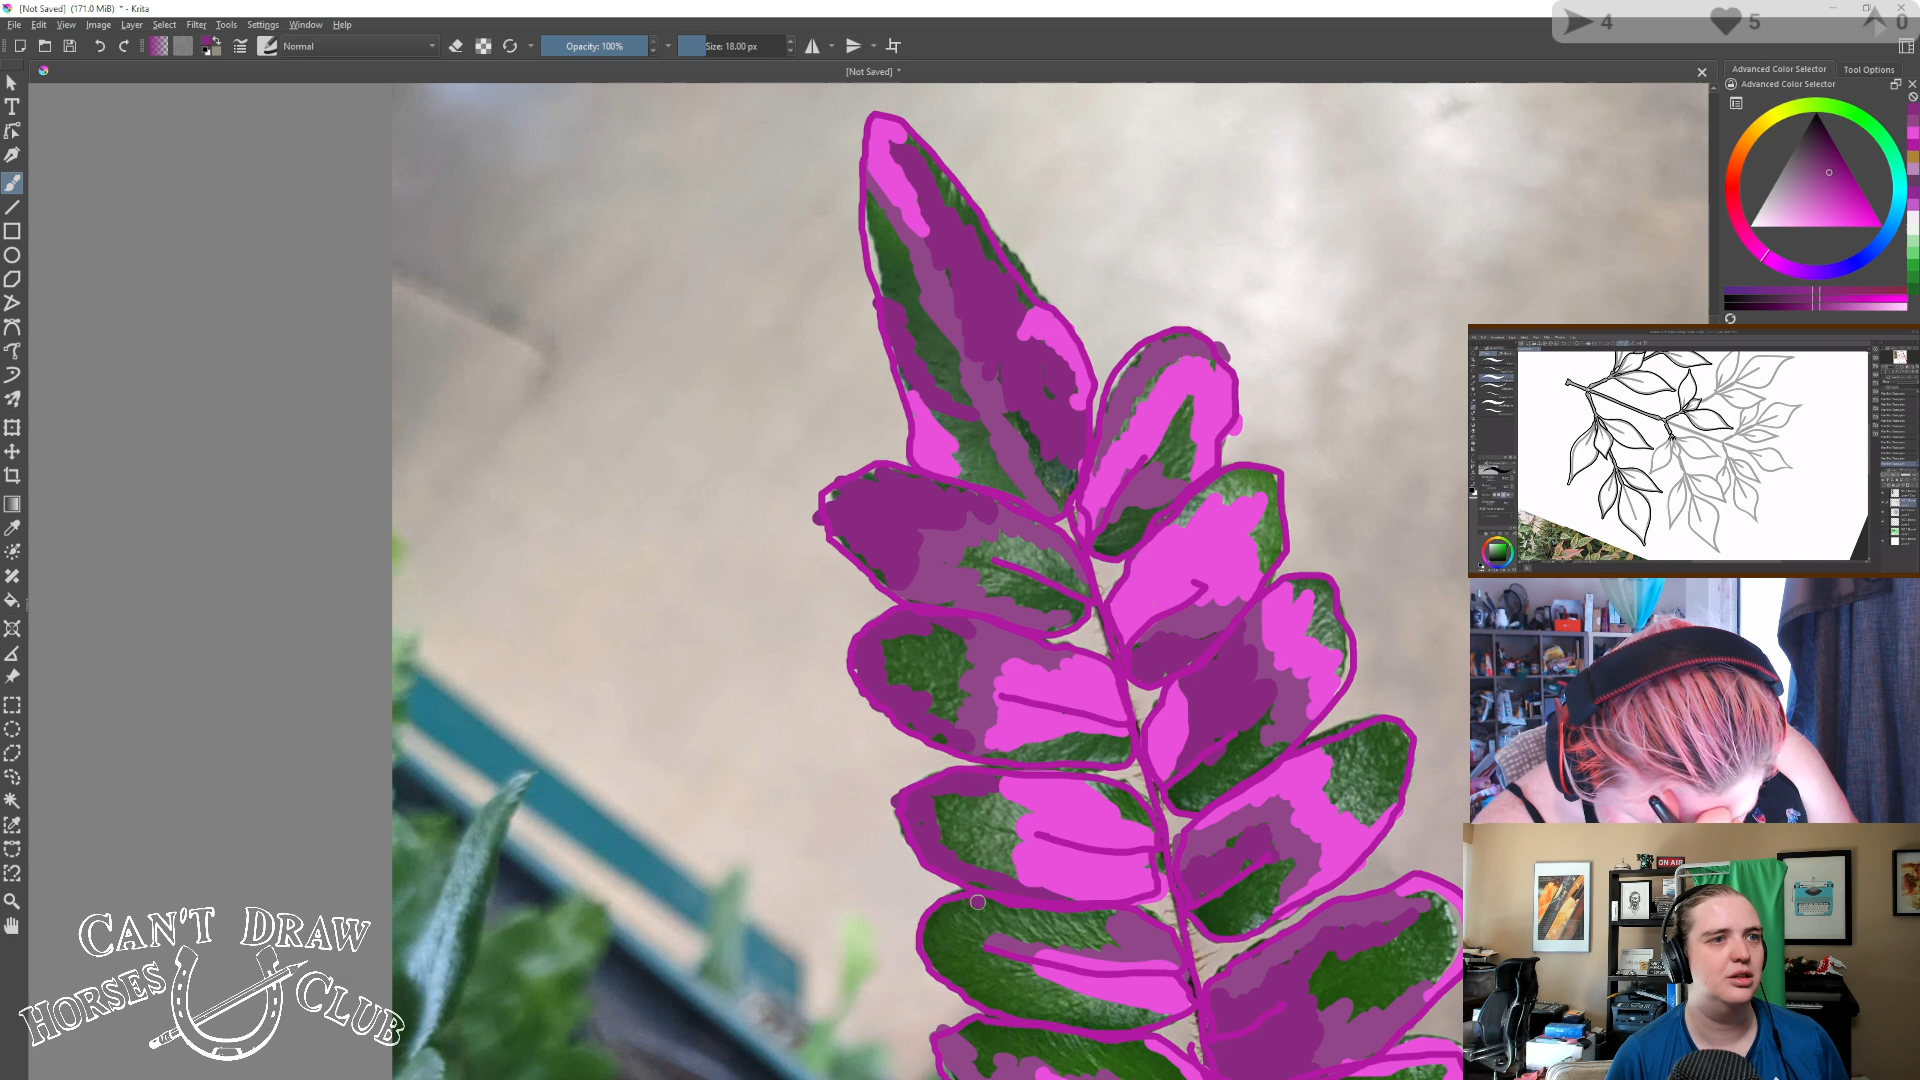 [Not Saved]  (171.0 MiB)  * - Krita
File Edit View Image Layer Select Filter Tools Settings Window Help
Normal
Opacity: 100%
Size: 18.00 px
4
5
0
[Not Saved]  *
Advanced Color Selector
Tool Options
Advanced Color Selector
ON AIR
CAN'T DRAW
HORSES CLUB